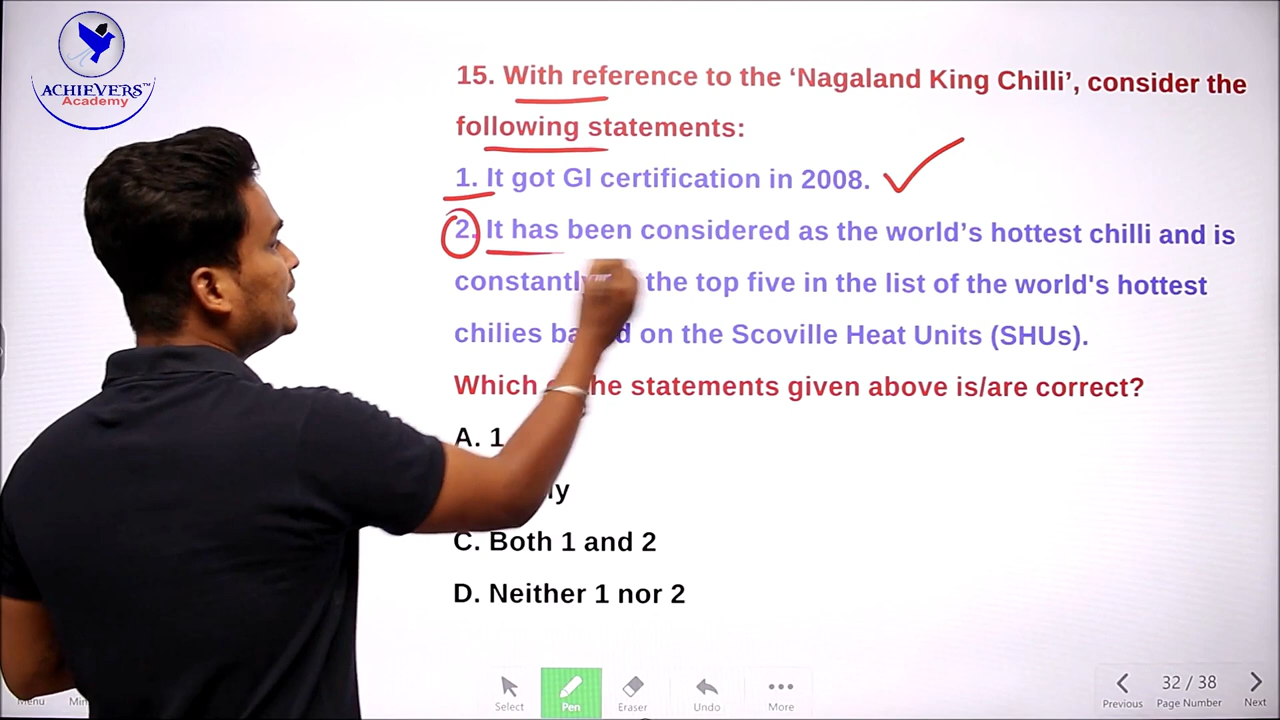 ACHIEVERS™
Academy
15. With reference to the ‘Nagaland King Chilli’, consider the
following statements:
1. It got GI certification in 2008.
2. It has been considered as the world’s hottest chilli and is
constantly the top five in the list of the world's hottest
chilies on the Scoville Heat Units (SHUs).
Which the statements given above is/are correct?
A. 1
C. Both 1 and 2
D. Neither 1 nor 2
Select
Pen
Eraser
Undo
More
Previous
32 / 38
Page Number
Next
Menu